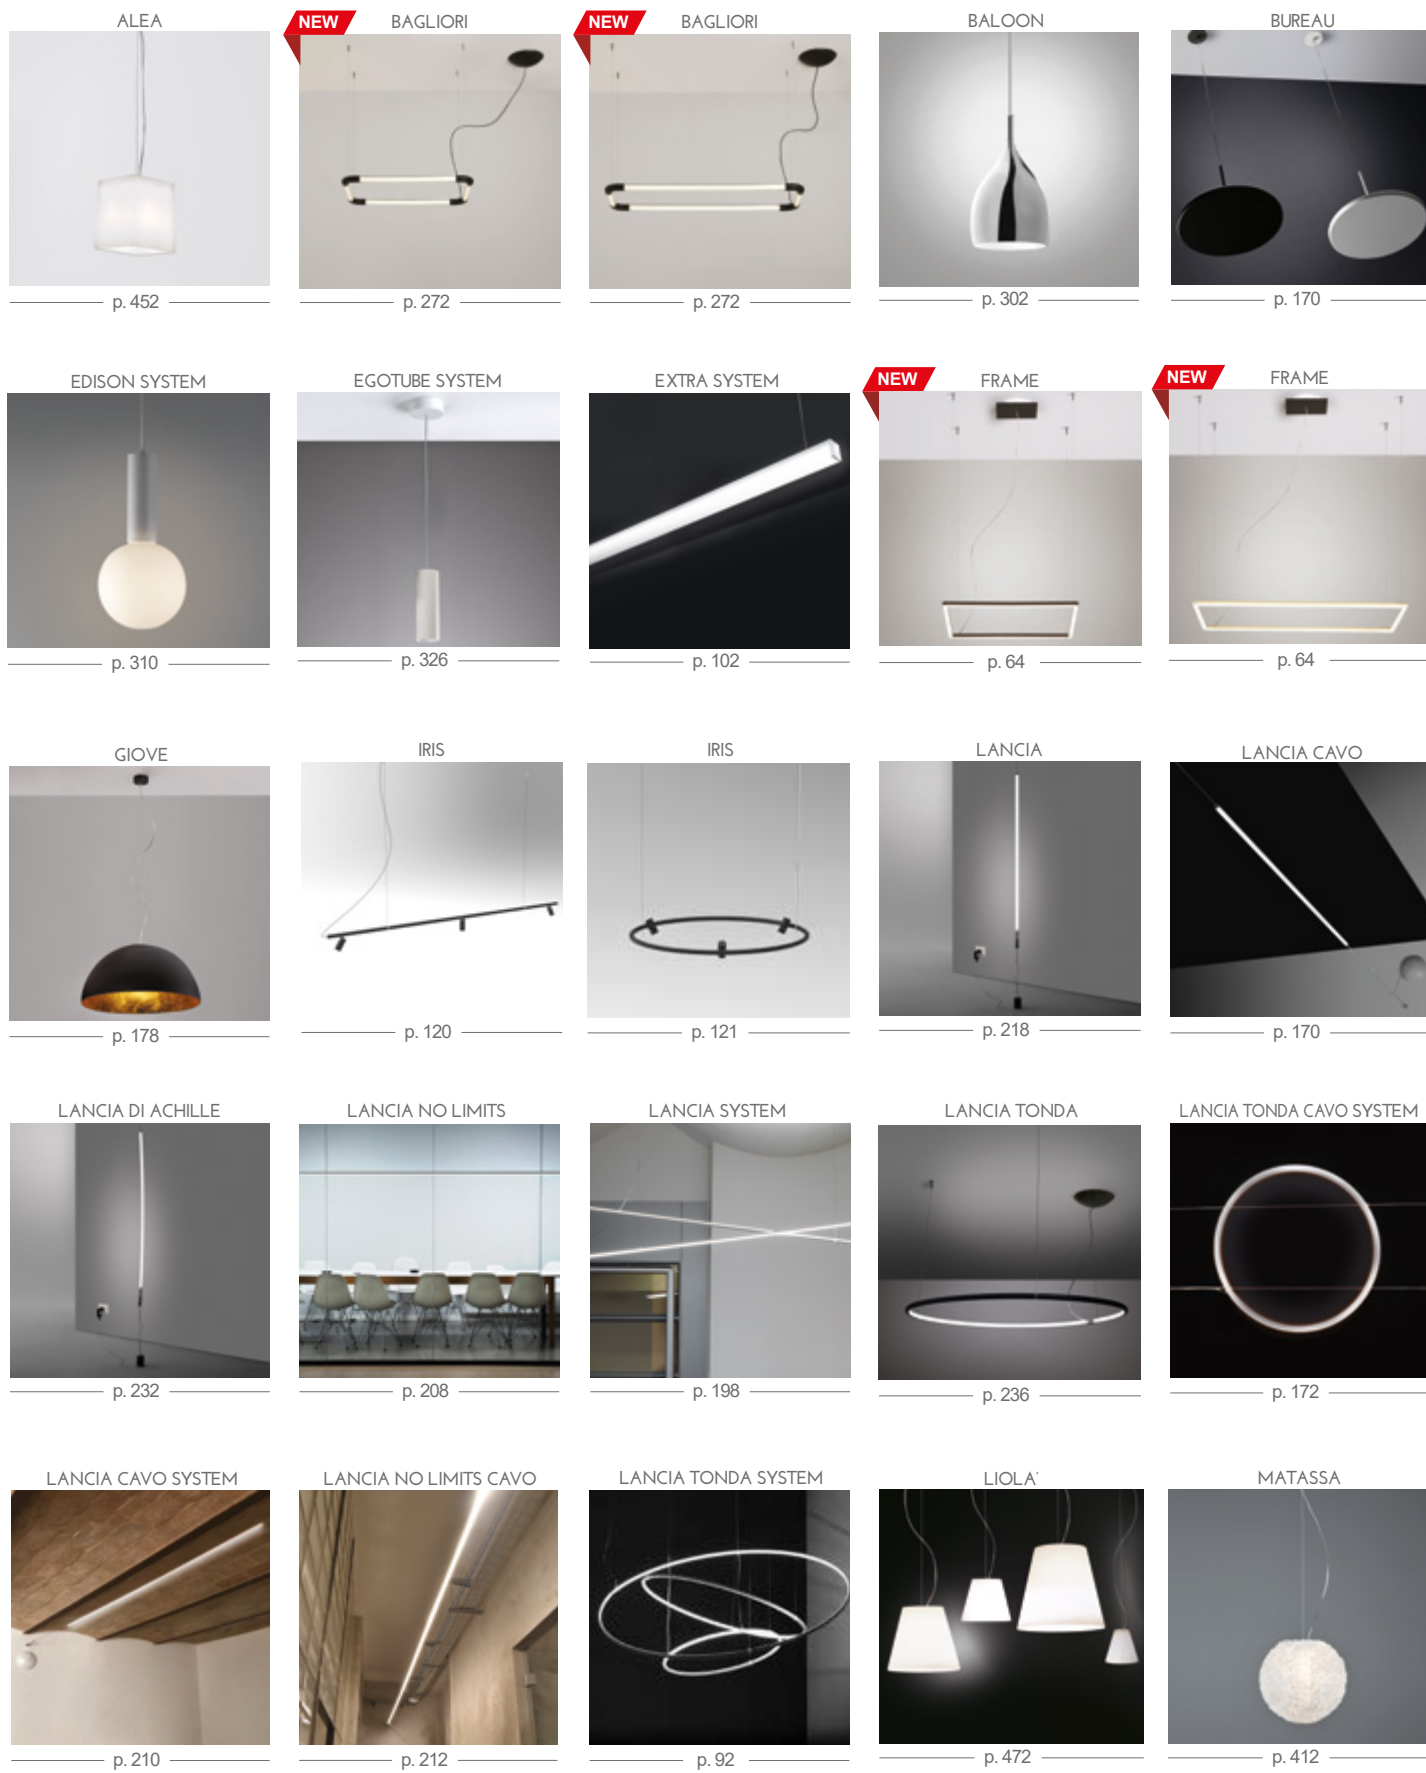 ALEA
NEW
BAGLIORI
NEW
BAGLIORI
BALOON
BUREAU
p. 452
p. 272
p. 272
p. 302
p. 170
EDISON SYSTEM
EGOTUBE SYSTEM
EXTRA SYSTEM
NEW
FRAME
NEW
FRAME
p. 310
p. 326
p. 102
p. 64
p. 64
GIOVE
IRIS
IRIS
LANCIA
LANCIA CAVO
p. 178
p. 120
p. 121
p. 218
p. 170
LANCIA DI ACHILLE
LANCIA NO LIMITS
LANCIA SYSTEM
LANCIA TONDA
LANCIA TONDA CAVO SYSTEM
p. 232
p. 208
p. 198
p. 236
p. 172
LANCIA CAVO SYSTEM
LANCIA NO LIMITS CAVO
LANCIA TONDA SYSTEM
LIOLA'
MATASSA
p. 210
p. 212
p. 92
p. 472
p. 412